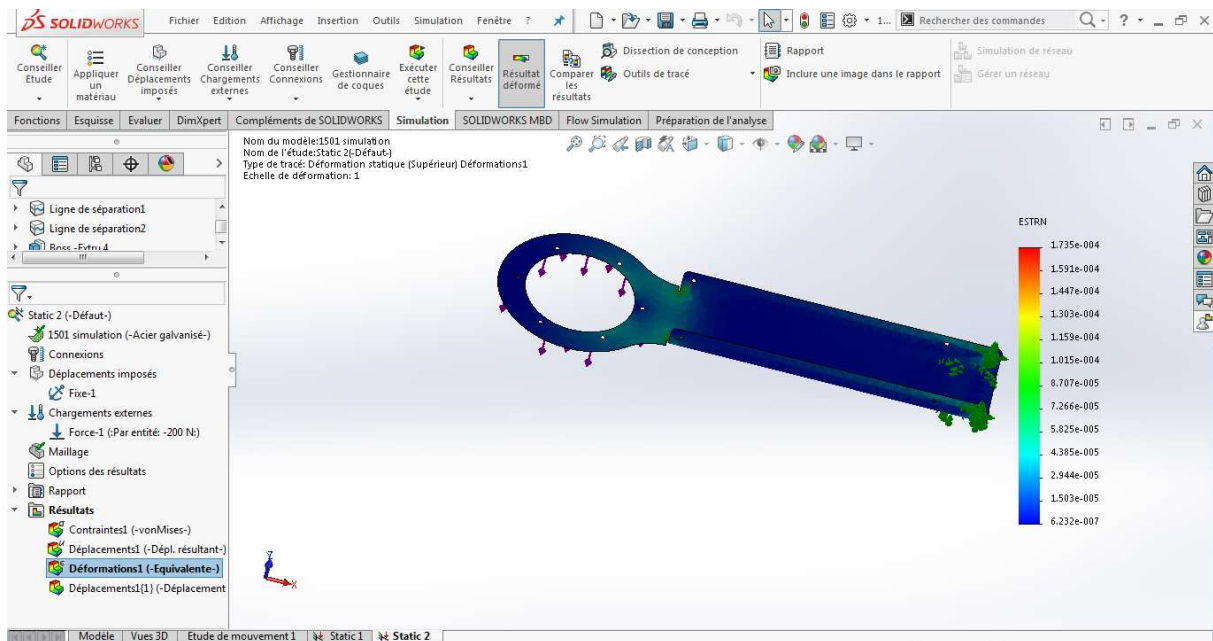 SOLIDWORKS
Fichier Edition Affichage Insertion Outils Simulation Fenêtre ?
1...
Rechercher des commandes
?
Conseiller Etude
Appliquer un matériau
Conseiller Déplacements imposés
Conseiller Chargements externes
Conseiller Connexions
Gestionnaire de coques
Exécuter cette étude
Conseiller Résultats
Résultat déformé
Comparer les résultats
Dissection de conception
Outils de tracé
Rapport
Inclure une image dans le rapport
Simulation de réseau
Gérer un réseau
Fonctions Esquisse Evaluer DimXpert Compléments de SOLIDWORKS Simulation SOLIDWORKS MBD Flow Simulation Préparation de l'analyse
Nom du modèle:1501 simulation
Nom de l'étude:Static 2(-Défaut-)
Type de tracé: Déformation statique (Supérieur) Déformations1
Echelle de déformation: 1
Ligne de séparation1
Ligne de séparation2
Boss.-Extru.4
Static 2 (-Défaut-)
1501 simulation (-Acier galvanisé-)
Connexions
Déplacements imposés
Fixe-1
Chargements externes
Force-1 (:Par entité: -200 N:)
Maillage
Options des résultats
Rapport
Résultats
Contraintes1 (-vonMises-)
Déplacements1 (-Dépl. résultant-)
Déformations1 (-Equivalente-)
Déplacements1{1} (-Déplacement
ESTRN
1.735e-004
1.591e-004
1.447e-004
1.303e-004
1.159e-004
1.015e-004
8.707e-005
7.266e-005
5.825e-005
4.385e-005
2.944e-005
1.503e-005
6.232e-007
X
Modèle Vues 3D Etude de mouvement 1 Static 1 Static 2